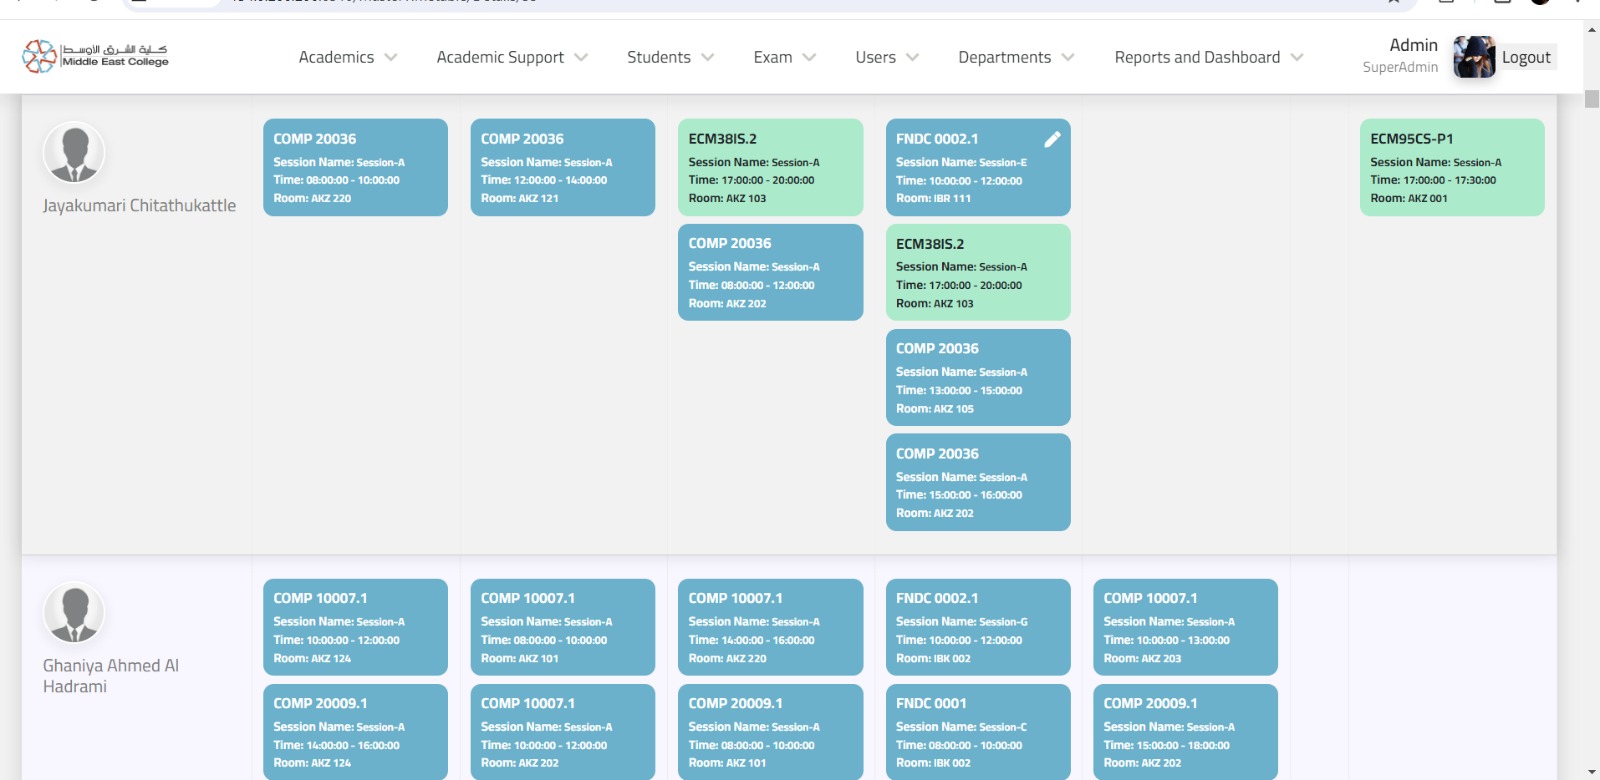 كلية الشرق الأوسط
Middle East College
Academics
Academic Support
Students
Exam
Users
Departments
Reports and Dashboard
Admin
SuperAdmin
Logout
Jayakumari Chitathukattle
COMP 20036
Session Name: Session-A
Time: 08:00:00 - 10:00:00
Room: AKZ 220
COMP 20036
Session Name: Session-A
Time: 12:00:00 - 14:00:00
Room: AKZ 121
ECM38IS.2
Session Name: Session-A
Time: 17:00:00 - 20:00:00
Room: AKZ 103
COMP 20036
Session Name: Session-A
Time: 08:00:00 - 12:00:00
Room: AKZ 202
FNDC 0002.1
Session Name: Session-E
Time: 10:00:00 - 12:00:00
Room: IBR 111
ECM38IS.2
Session Name: Session-A
Time: 17:00:00 - 20:00:00
Room: AKZ 103
COMP 20036
Session Name: Session-A
Time: 13:00:00 - 15:00:00
Room: AKZ 105
COMP 20036
Session Name: Session-A
Time: 15:00:00 - 16:00:00
Room: AKZ 202
ECM95CS-P1
Session Name: Session-A
Time: 17:00:00 - 17:30:00
Room: AKZ 001
Ghaniya Ahmed Al
Hadrami
COMP 10007.1
Session Name: Session-A
Time: 10:00:00 - 12:00:00
Room: AKZ 124
COMP 20009.1
Session Name: Session-A
Time: 14:00:00 - 16:00:00
Room: AKZ 124
COMP 10007.1
Session Name: Session-A
Time: 08:00:00 - 10:00:00
Room: AKZ 101
COMP 10007.1
Session Name: Session-A
Time: 10:00:00 - 12:00:00
Room: AKZ 202
COMP 10007.1
Session Name: Session-A
Time: 14:00:00 - 16:00:00
Room: AKZ 220
COMP 20009.1
Session Name: Session-A
Time: 08:00:00 - 10:00:00
Room: AKZ 101
FNDC 0002.1
Session Name: Session-G
Time: 10:00:00 - 12:00:00
Room: IBK 002
FNDC 0001
Session Name: Session-C
Time: 08:00:00 - 10:00:00
Room: IBK 002
COMP 10007.1
Session Name: Session-A
Time: 10:00:00 - 13:00:00
Room: AKZ 203
COMP 20009.1
Session Name: Session-A
Time: 15:00:00 - 18:00:00
Room: AKZ 202